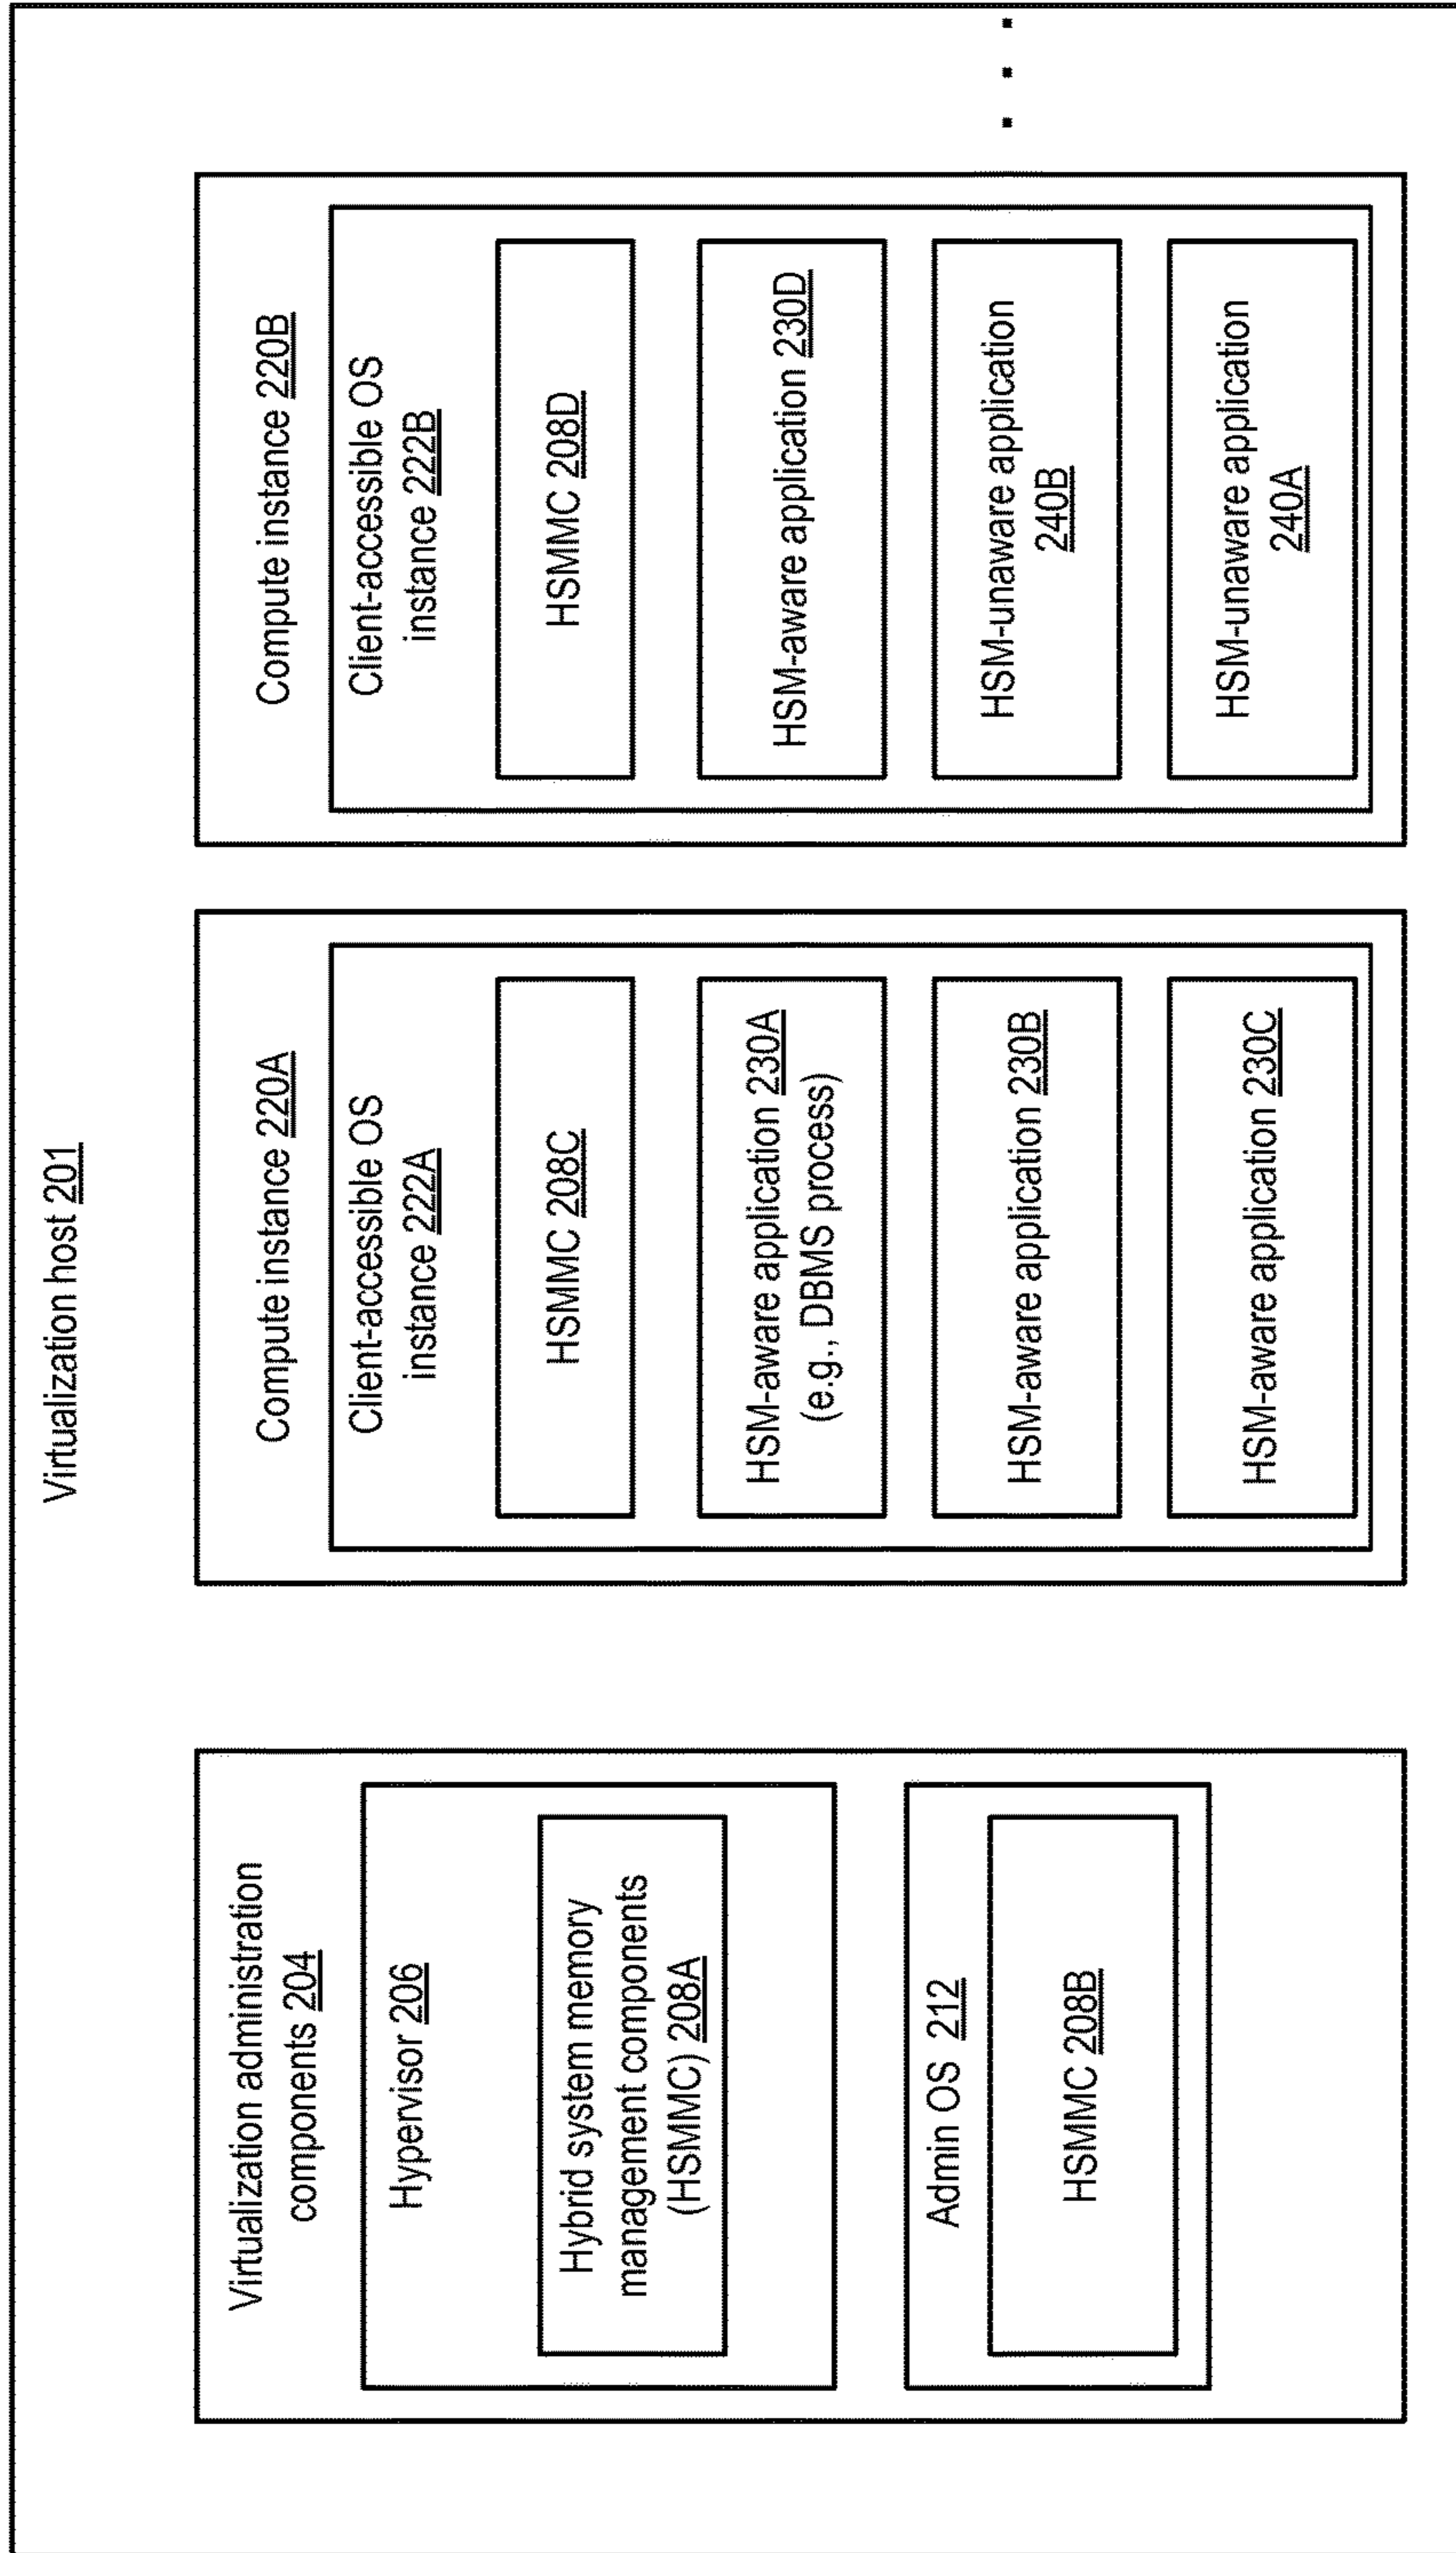 Virtualization host 201
Virtualization administration
components 204
Hypervisor 206
Hybrid system memory
management components
(HSMMC) 208A
Admin OS 212
HSMMC 208B
Compute instance 220A
Client-accessible OS
instance 222A
HSMMC 208C
HSM-aware application 230A
(e.g., DBMS process)
HSM-aware application 230B
HSM-aware application 230C
Compute instance 220B
Client-accessible OS
instance 222B
HSMMC 208D
HSM-aware application 230D
HSM-unaware application
240B
HSM-unaware application
240A
. . .